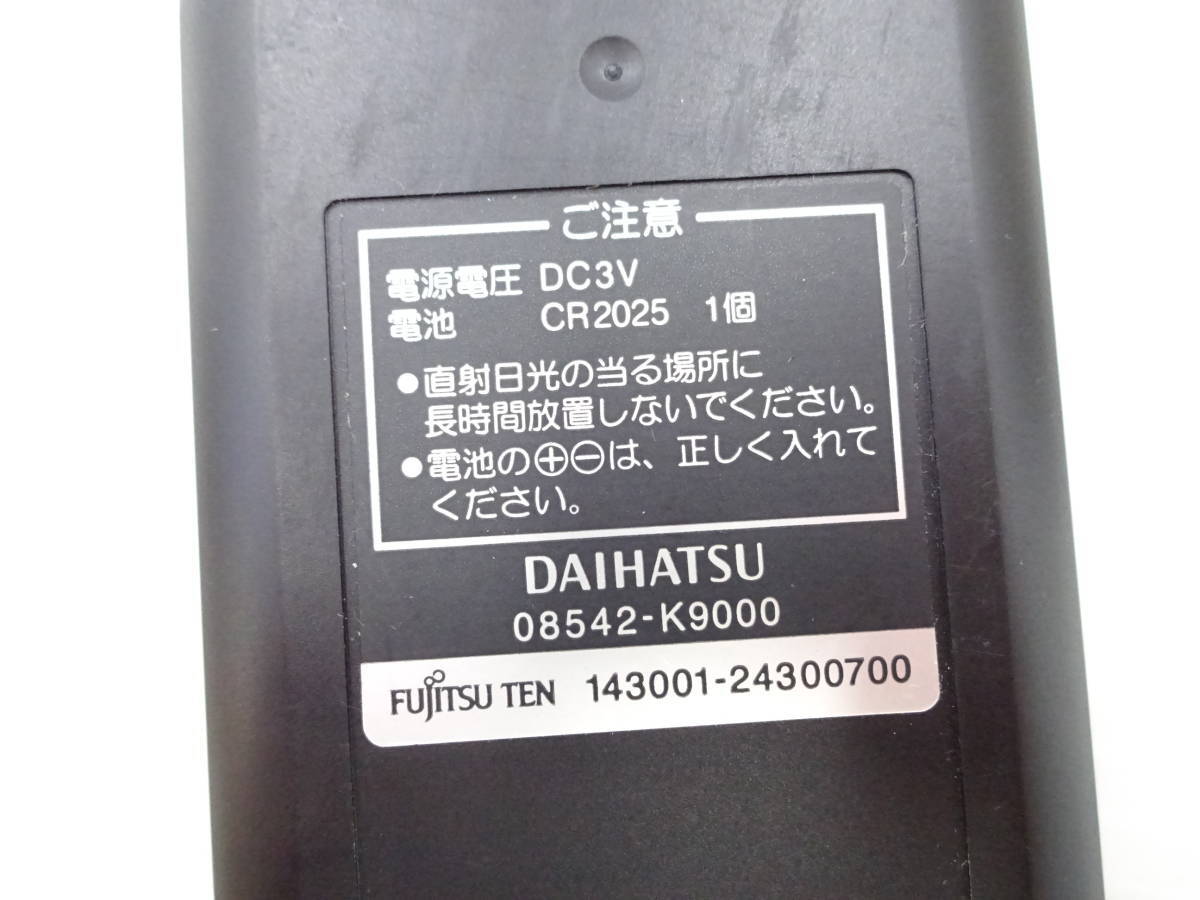 ご注意
電源電圧 DC3V
電池 CR2025 1個
●直射日光の当る場所に
長時間放置しないでください。
●電池の⊕⊖は、正しく入れて
ください。
DAIHATSU
08542-K9000
FUJITSU TEN 143001-24300700